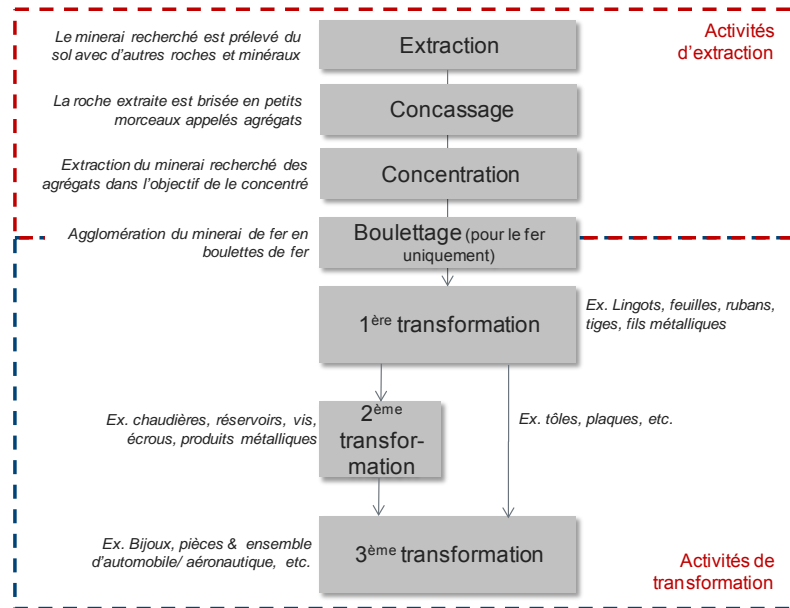 Le minerai recherché est prélevé du
sol avec d'autres roches et minéraux
Extraction
Activités
d'extraction
La roche extraite est brisée en petits
morceaux appelés agrégats
Concassage
Extraction du minerai recherché des
agrégats dans l'objectif de le concentré
Concentration
Agglomération du minerai de fer en
boulettes de fer
Boulettage (pour le fer
uniquement)
1ère transformation
Ex. Lingots, feuilles, rubans,
tiges, fils métalliques
Ex. chaudières, réservoirs, vis,
écrous, produits métalliques
2ème
transfor-
mation
Ex. tôles, plaques, etc.
Ex. Bijoux, pièces & ensemble
d'automobile/ aéronautique, etc.
3ème transformation
Activités de
transformation